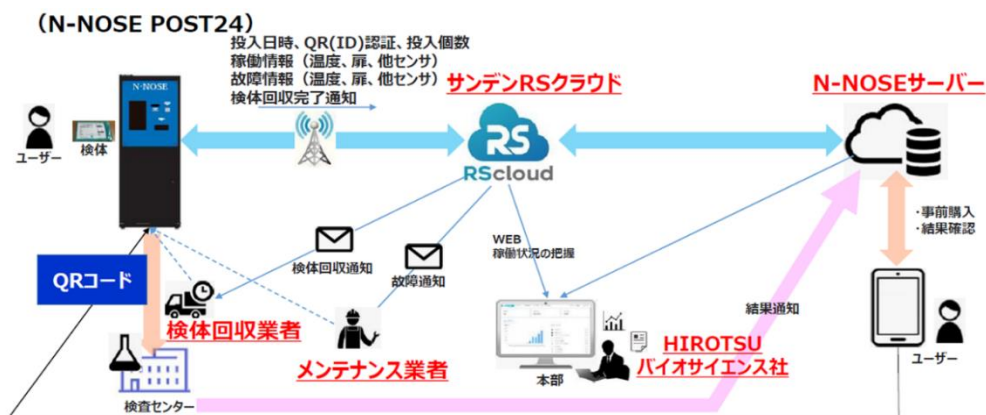 （N-NOSE POST24）
投入日時、QR(ID)認証、投入個数
稼働情報（温度、扉、他センサ）
故障情報（温度、扉、他センサ）
検体回収完了通知
サンデンRSクラウド
N-NOSEサーバー
N-NOSE
ユーザー
検体
RS
RScloud
・事前購入
・結果確認
QRコード
検体回収通知
故障通知
WEB
稼働状況の把握
結果通知
検体回収業者
メンテナンス業者
HIROTSU
バイオサイエンス社
本部
ユーザー
検査センター